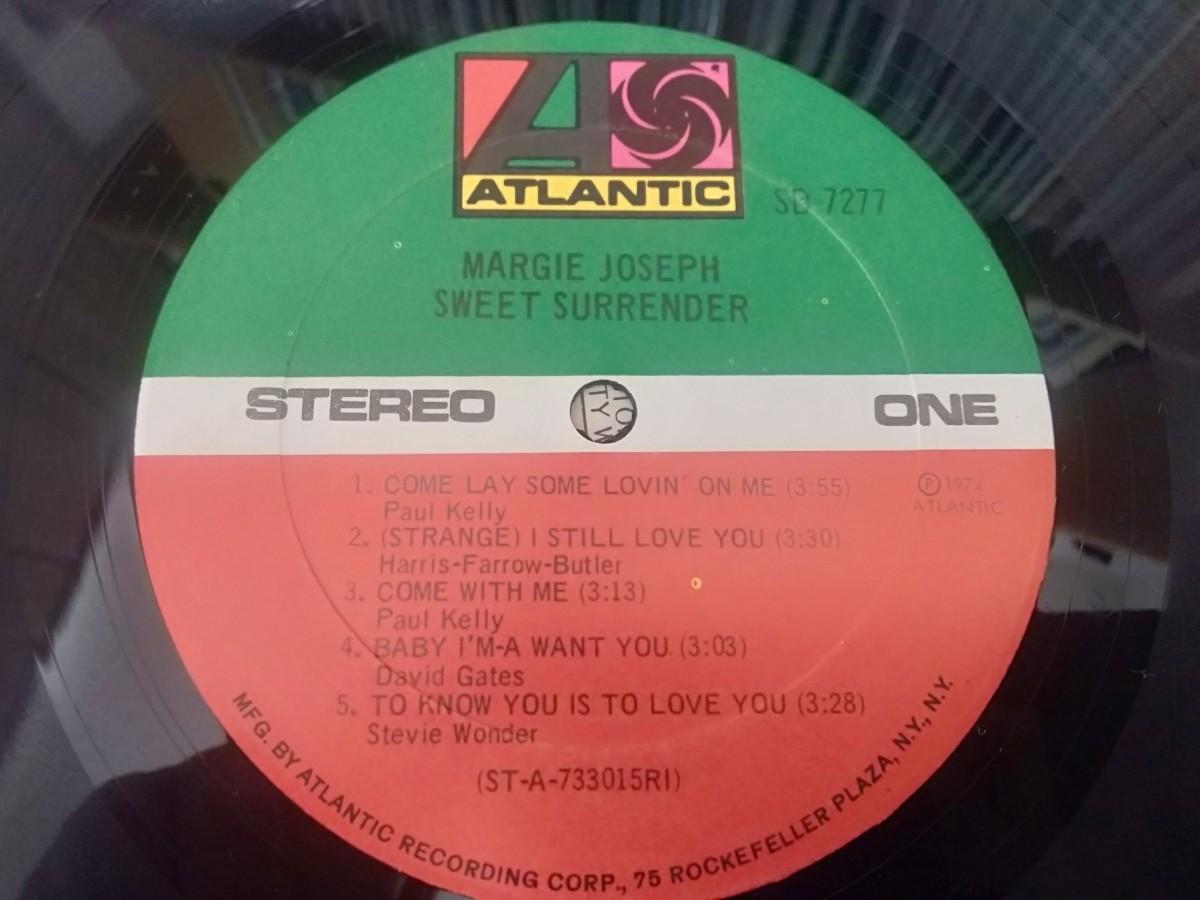 ATLANTIC
SD 7277
MARGIE JOSEPH
SWEET SURRENDER
STEREO
ONE
1. COME LAY SOME LOVIN' ON ME (3:55)
Paul Kelly
2. (STRANGE) I STILL LOVE YOU (3:30)
Harris-Farrow-Butler
3. COME WITH ME (3:13)
Paul Kelly
4. BABY I'M-A WANT YOU (3:03)
David Gates
5. TO KNOW YOU IS TO LOVE YOU (3:28)
Stevie Wonder
(ST-A-733015RI)
Ⓟ 1974
ATLANTIC
MFG. BY ATLANTIC RECORDING CORP., 75 ROCKEFELLER PLAZA, N.Y., N.Y.